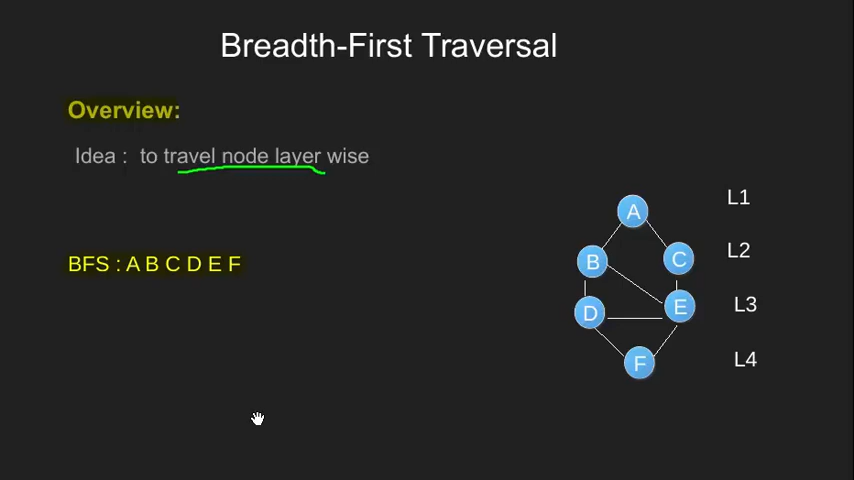 Breadth-First Traversal
Overview:
Idea : to travel node layer wise
BFS : A B C D E F
A L1
B C L2
D E L3
F L4